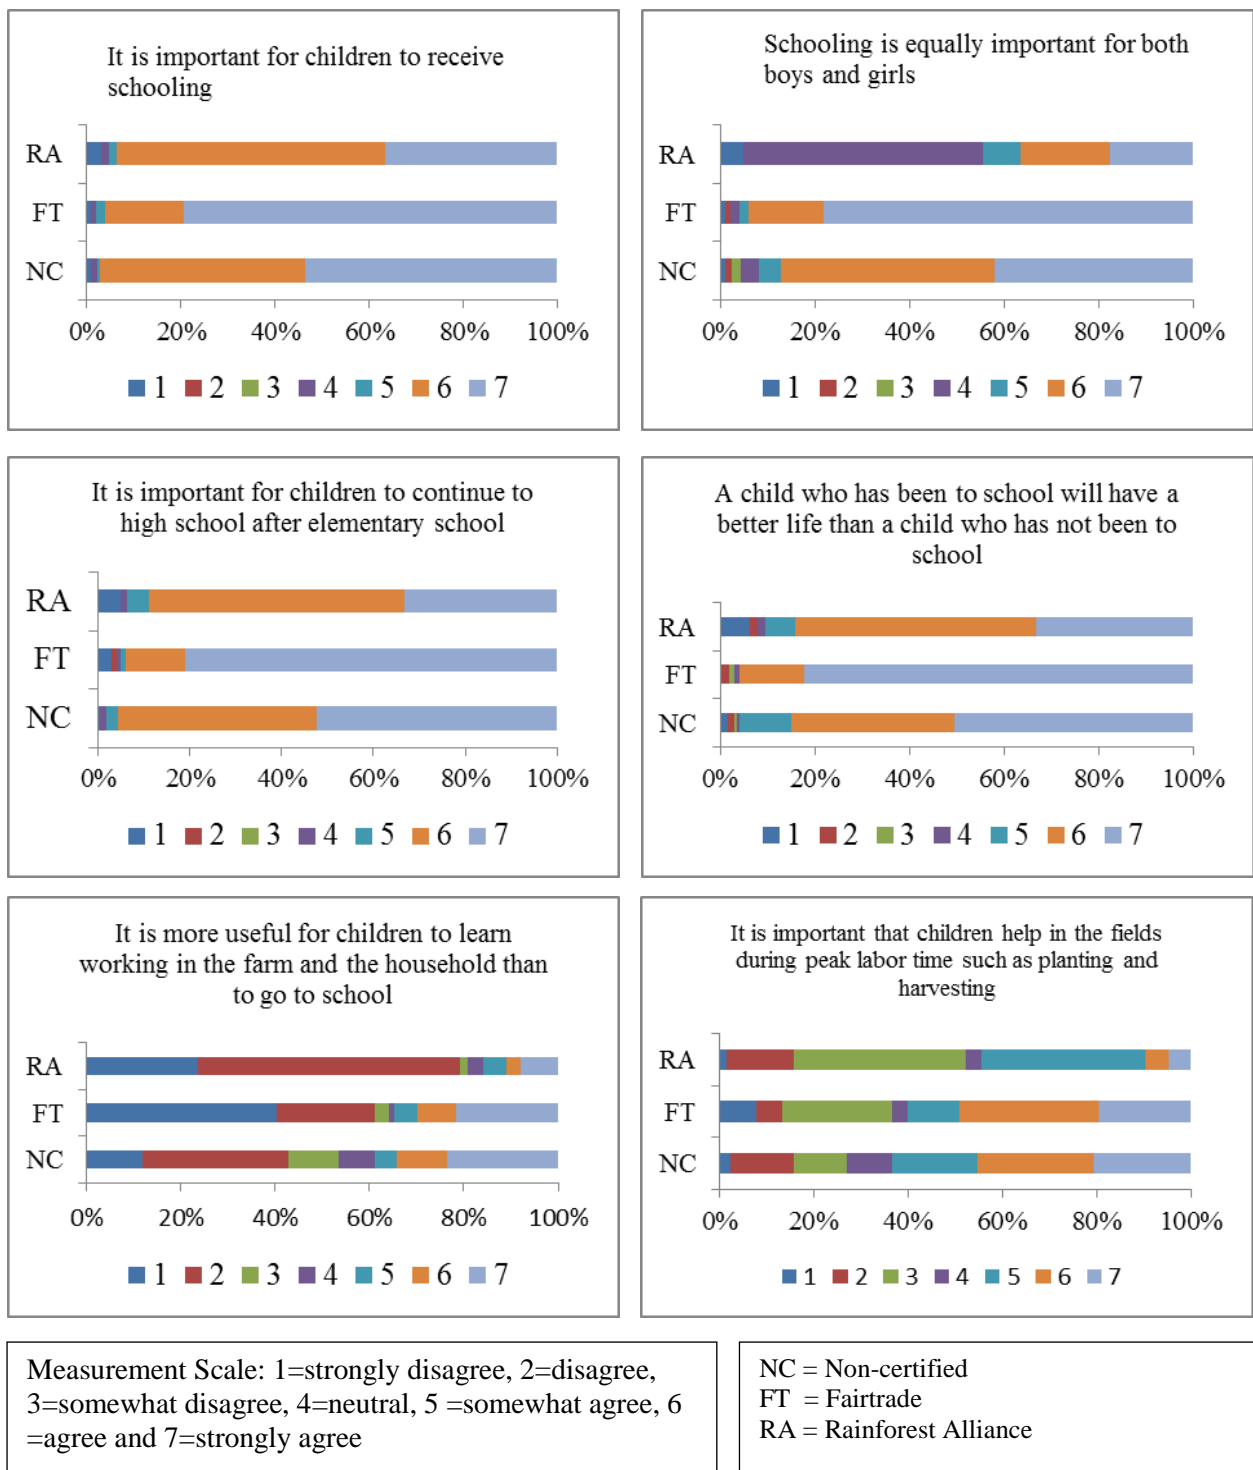 It is important for children to receive
schooling
RA
FT
NC
0% 20% 40% 60% 80% 100%
1 2 3 4 5 6 7
Schooling is equally important for both
boys and girls
RA
FT
NC
0% 20% 40% 60% 80% 100%
1 2 3 4 5 6 7
It is important for children to continue to
high school after elementary school
RA
FT
NC
0% 20% 40% 60% 80% 100%
1 2 3 4 5 6 7
A child who has been to school will have a
better life than a child who has not been to
school
RA
FT
NC
0% 20% 40% 60% 80% 100%
1 2 3 4 5 6 7
It is more useful for children to learn
working in the farm and the household than
to go to school
RA
FT
NC
0% 20% 40% 60% 80% 100%
1 2 3 4 5 6 7
It is important that children help in the fields
during peak labor time such as planting and
harvesting
RA
FT
NC
0% 20% 40% 60% 80% 100%
1 2 3 4 5 6 7
Measurement Scale: 1=strongly disagree, 2=disagree,
3=somewhat disagree, 4=neutral, 5 =somewhat agree, 6
=agree and 7=strongly agree
NC = Non-certified
FT = Fairtrade
RA = Rainforest Alliance